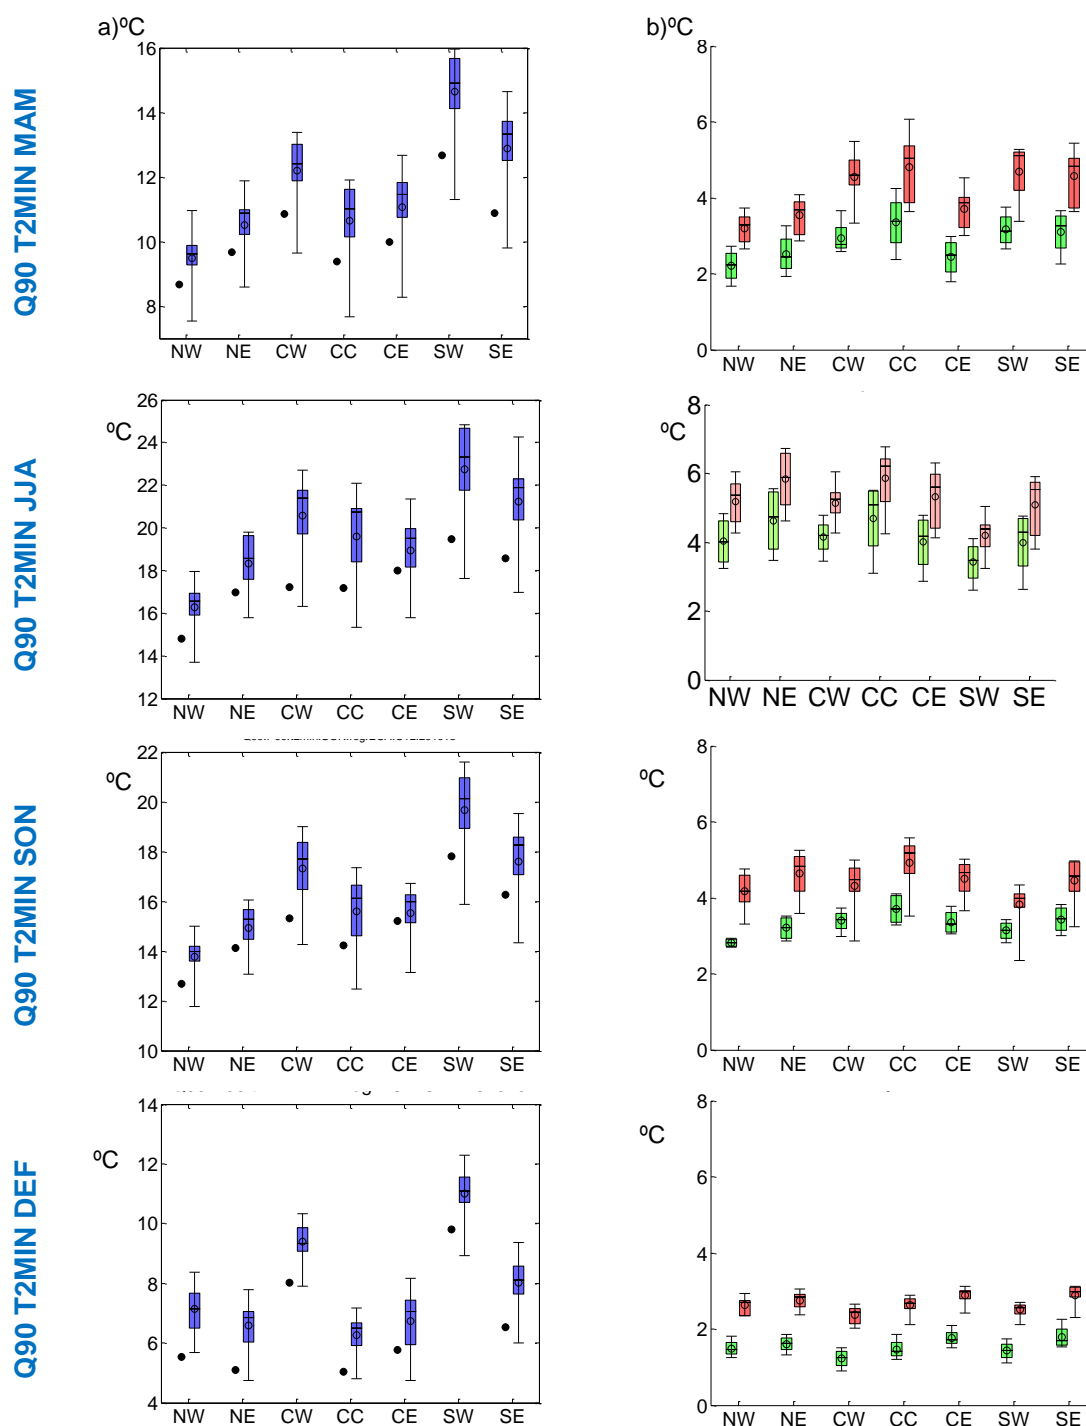 a)ºC
b)ºC
Q90 T2MIN MAM
16
14
12
10
8
NW NE CW CC CE SW SE
8
6
4
2
0
NW NE CW CC CE SW SE
Q90 T2MIN JJA
ºC
26
24
22
20
18
16
14
12
NW NE CW CC CE SW SE
ºC
8
6
4
2
0
NW NE CW CC CE SW SE
Q90 T2MIN SON
ºC
22
20
18
16
14
12
10
NW NE CW CC CE SW SE
ºC
8
6
4
2
0
NW NE CW CC CE SW SE
Q90 T2MIN DEF
ºC
14
12
10
8
6
4
NW NE CW CC CE SW SE
ºC
8
6
4
2
0
NW NE CW CC CE SW SE